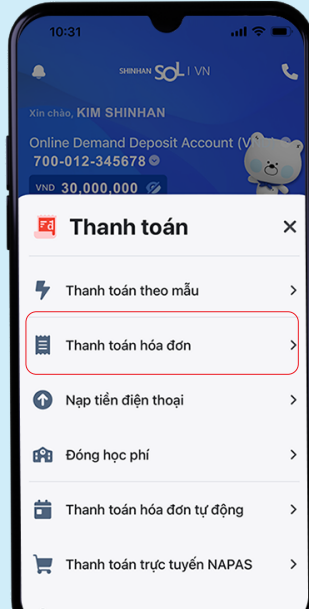 10:31
SHINHAN SOL | VN
Xin chào, KIM SHINHAN
Online Demand Deposit Account (V
700-012-345678
VND 30,000,000
Thanh toán
Thanh toán theo mẫu
Thanh toán hóa đơn
Nạp tiền điện thoại
Đóng học phí
Thanh toán hóa đơn tự động
Thanh toán trực tuyến NAPAS